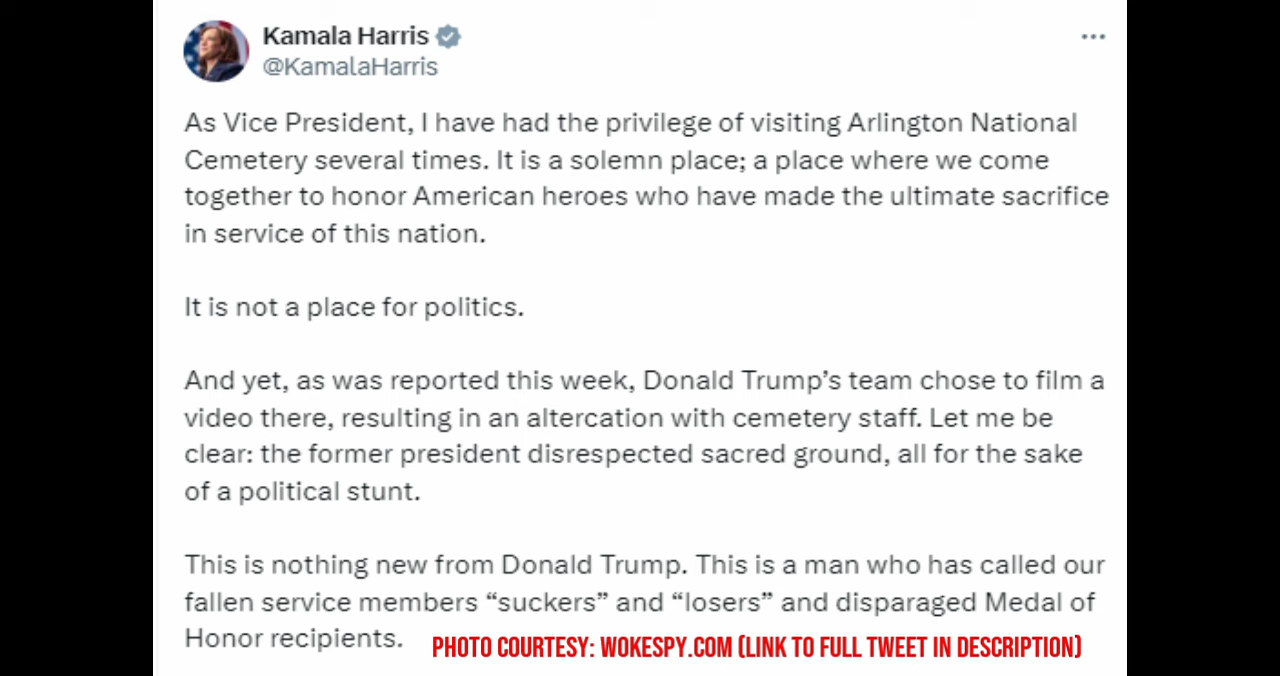 Kamala Harris
@KamalaHarris
As Vice President, I have had the privilege of visiting Arlington National
Cemetery several times. It is a solemn place; a place where we come
together to honor American heroes who have made the ultimate sacrifice
in service of this nation.
It is not a place for politics.
And yet, as was reported this week, Donald Trump’s team chose to film a
video there, resulting in an altercation with cemetery staff. Let me be
clear: the former president disrespected sacred ground, all for the sake
of a political stunt.
This is nothing new from Donald Trump. This is a man who has called our
fallen service members “suckers” and “losers” and disparaged Medal of
Honor recipients.
PHOTO COURTESY: WOKESPY.COM (LINK TO FULL TWEET IN DESCRIPTION)